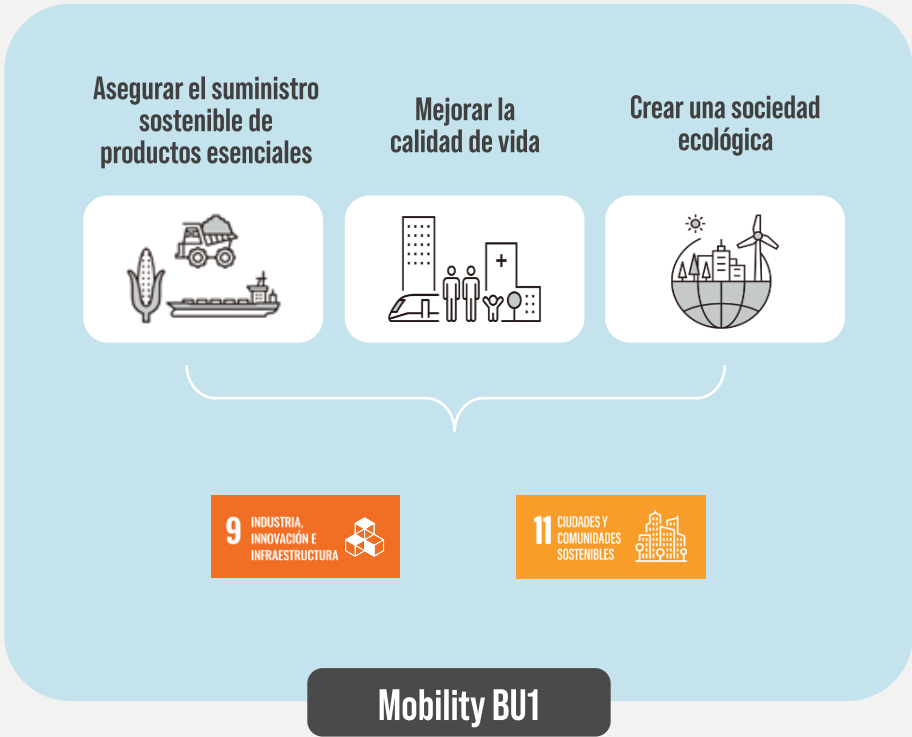 Asegurar el suministro
sostenible de
productos esenciales
Mejorar la
calidad de vida
Crear una sociedad
ecológica
9 INDUSTRIA,
INNOVACIÓN E
INFRAESTRUCTURA
11 CIUDADES Y
COMUNIDADES
SOSTENIBLES
Mobility BU1